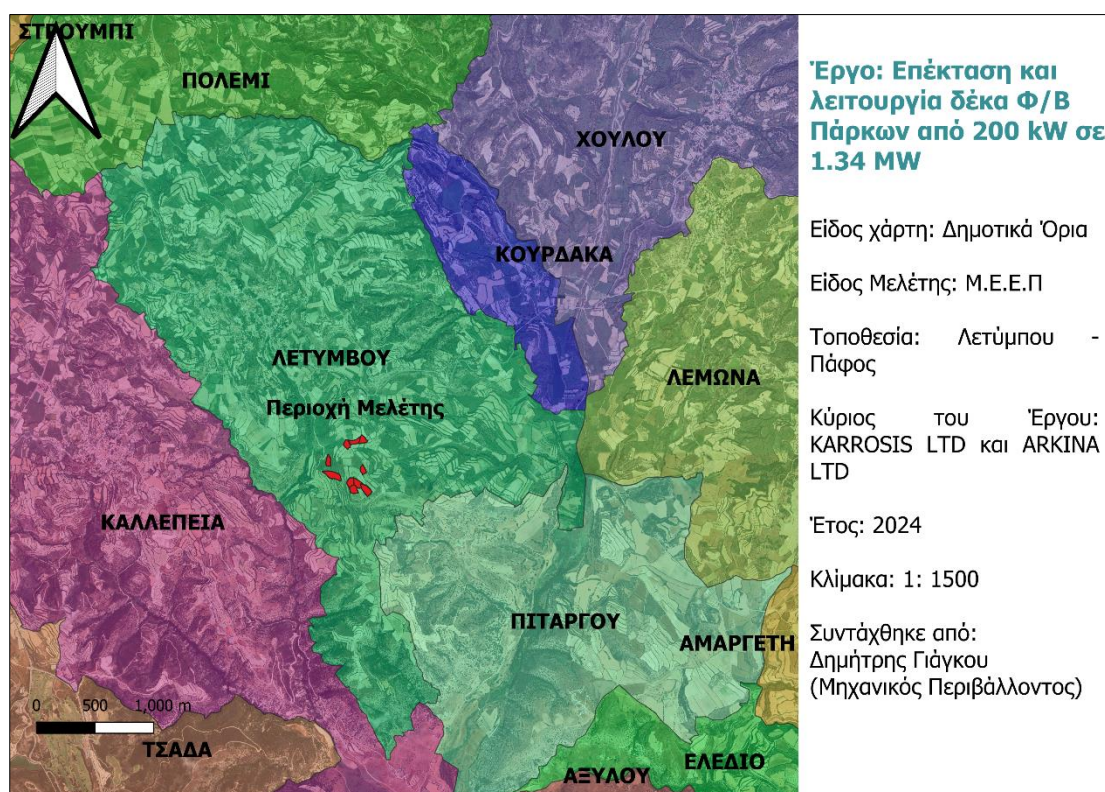 ΣΤΡΟΥΜΠΙ
ΠΟΛΕΜΙ
ΧΟΥΛΟΥ
ΚΟΥΡΔΑΚΑ
ΛΕΤΥΜΒΟΥ
Περιοχή Μελέτης
ΛΕΜΩΝΑ
ΚΑΛΛΕΠΕΙΑ
ΠΙΤΑΡΓΟΥ
ΑΜΑΡΓΕΤΗ
0 500 1,000 m
ΤΣΑΔΑ
ΑΞΥΛΟΥ
ΕΛΕΔΙΟ
Έργο: Επέκταση και
λειτουργία δέκα Φ/Β
Πάρκων από 200 kW σε
1.34 MW
Είδος χάρτη: Δημοτικά Όρια
Είδος Μελέτης: Μ.Ε.Ε.Π
Τοποθεσία: Λετύμπου -
Πάφος
Κύριος του Έργου:
KARROSIS LTD και ARKINA
LTD
Έτος: 2024
Κλίμακα: 1: 1500
Συντάχθηκε από:
Δημήτρης Γιάγκου
(Μηχανικός Περιβάλλοντος)